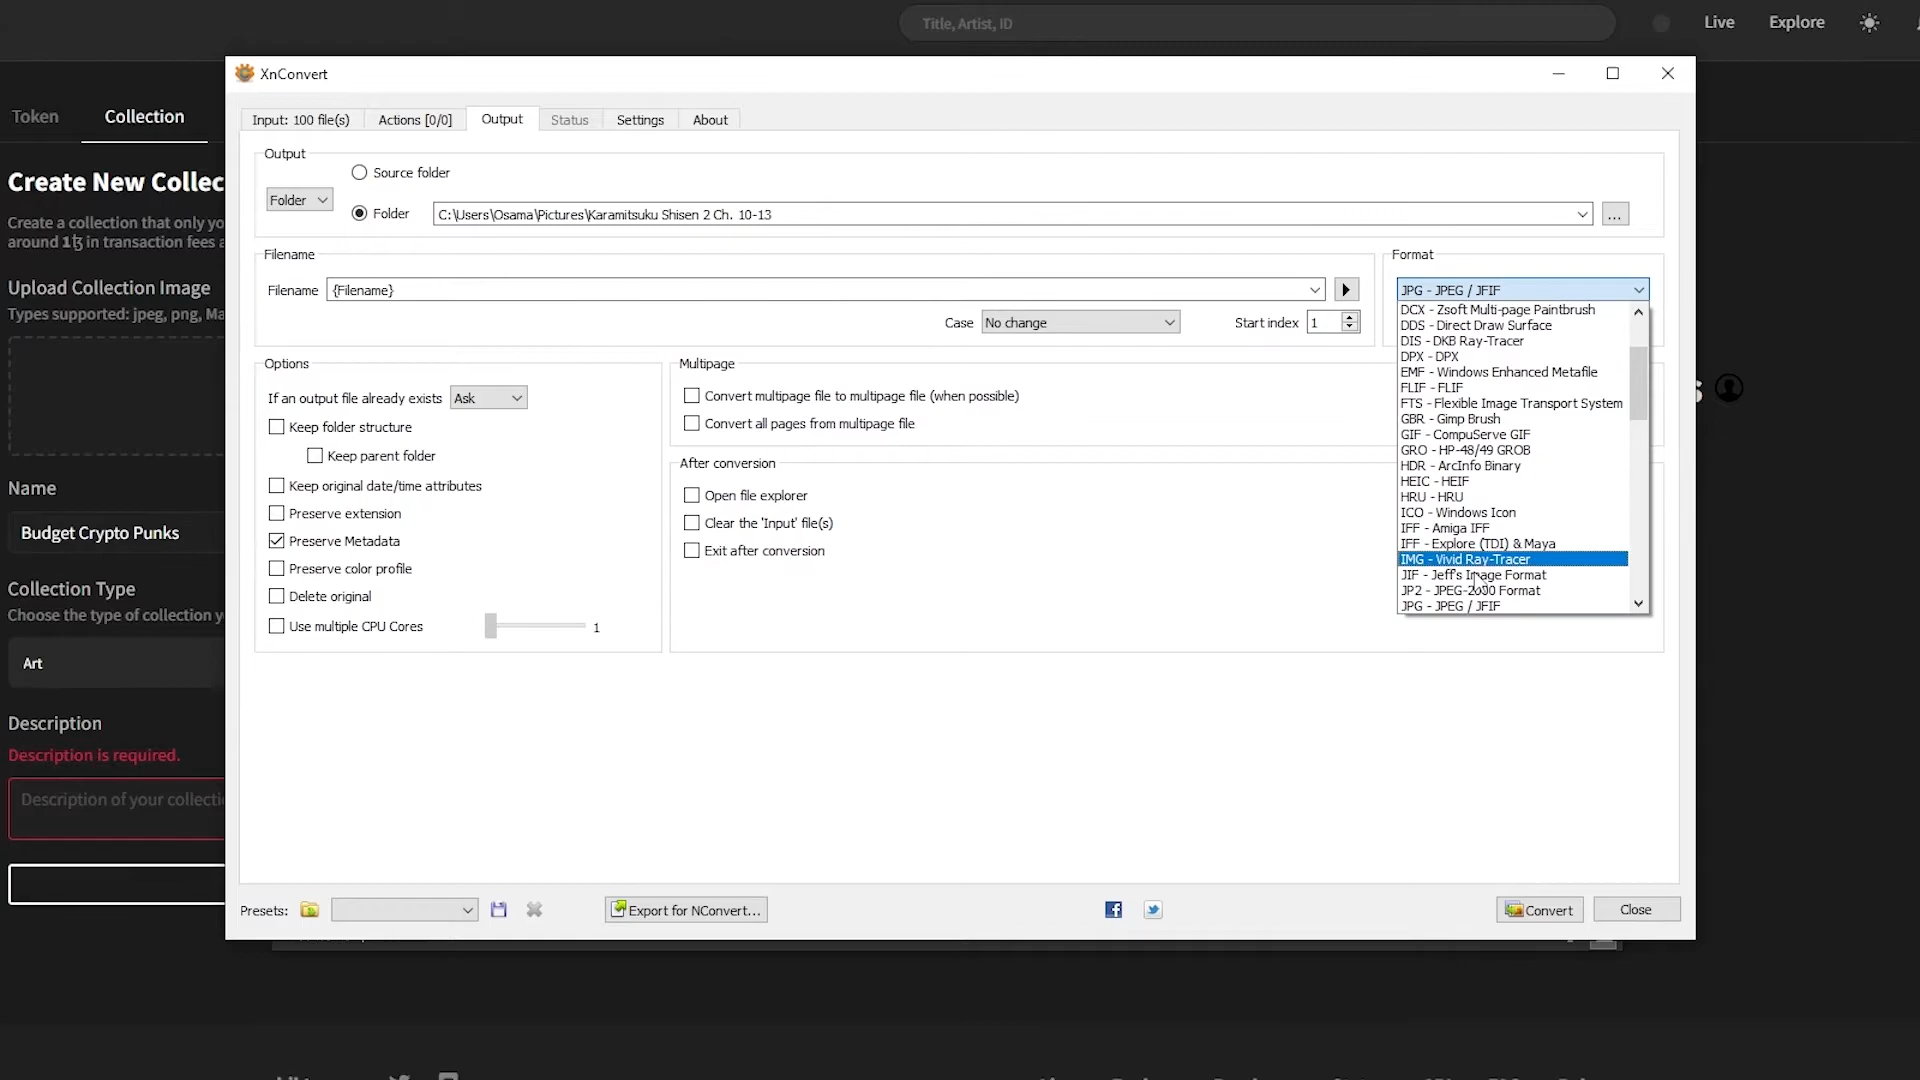 Title, Artist, ID
Live
Explore
XnConvert
Token
Collection
Input: 100 file(s)
Actions [0/0]
Output
Status
Settings
About
Create New Collec
Create a collection that only yo
around 1ꜩ in transaction fees a
Upload Collection Image
Types supported: jpeg, png, Ma
Name
Budget Crypto Punks
Collection Type
Choose the type of collection y
Art
Description
Description is required.
Description of your collecti
Output
Source folder
Folder
Folder
C:\Users\Osama\Pictures\Karamitsuku Shisen 2 Ch. 10-13
...
Filename
Filename
{Filename}
Case
No change
Start index
1
Format
JPG - JPEG / JFIF
DCX - Zsoft Multi-page Paintbrush
DDS - Direct Draw Surface
DIS - DKB Ray-Tracer
DPX - DPX
EMF - Windows Enhanced Metafile
FLIF - FLIF
FTS - Flexible Image Transport System
GBR - Gimp Brush
GIF - CompuServe GIF
GRO - HP-48/49 GROB
HDR - ArcInfo Binary
HEIC - HEIF
HRU - HRU
ICO - Windows Icon
IFF - Amiga IFF
IFF - Explore (TDI) & Maya
IMG - Vivid Ray-Tracer
JIF - Jeff's Image Format
JP2 - JPEG-2000 Format
JPG - JPEG / JFIF
Options
If an output file already exists
Ask
Keep folder structure
Keep parent folder
Keep original date/time attributes
Preserve extension
Preserve Metadata
Preserve color profile
Delete original
Use multiple CPU Cores
1
Multipage
Convert multipage file to multipage file (when possible)
Convert all pages from multipage file
After conversion
Open file explorer
Clear the 'Input' file(s)
Exit after conversion
Presets:
Export for NConvert...
Convert
Close